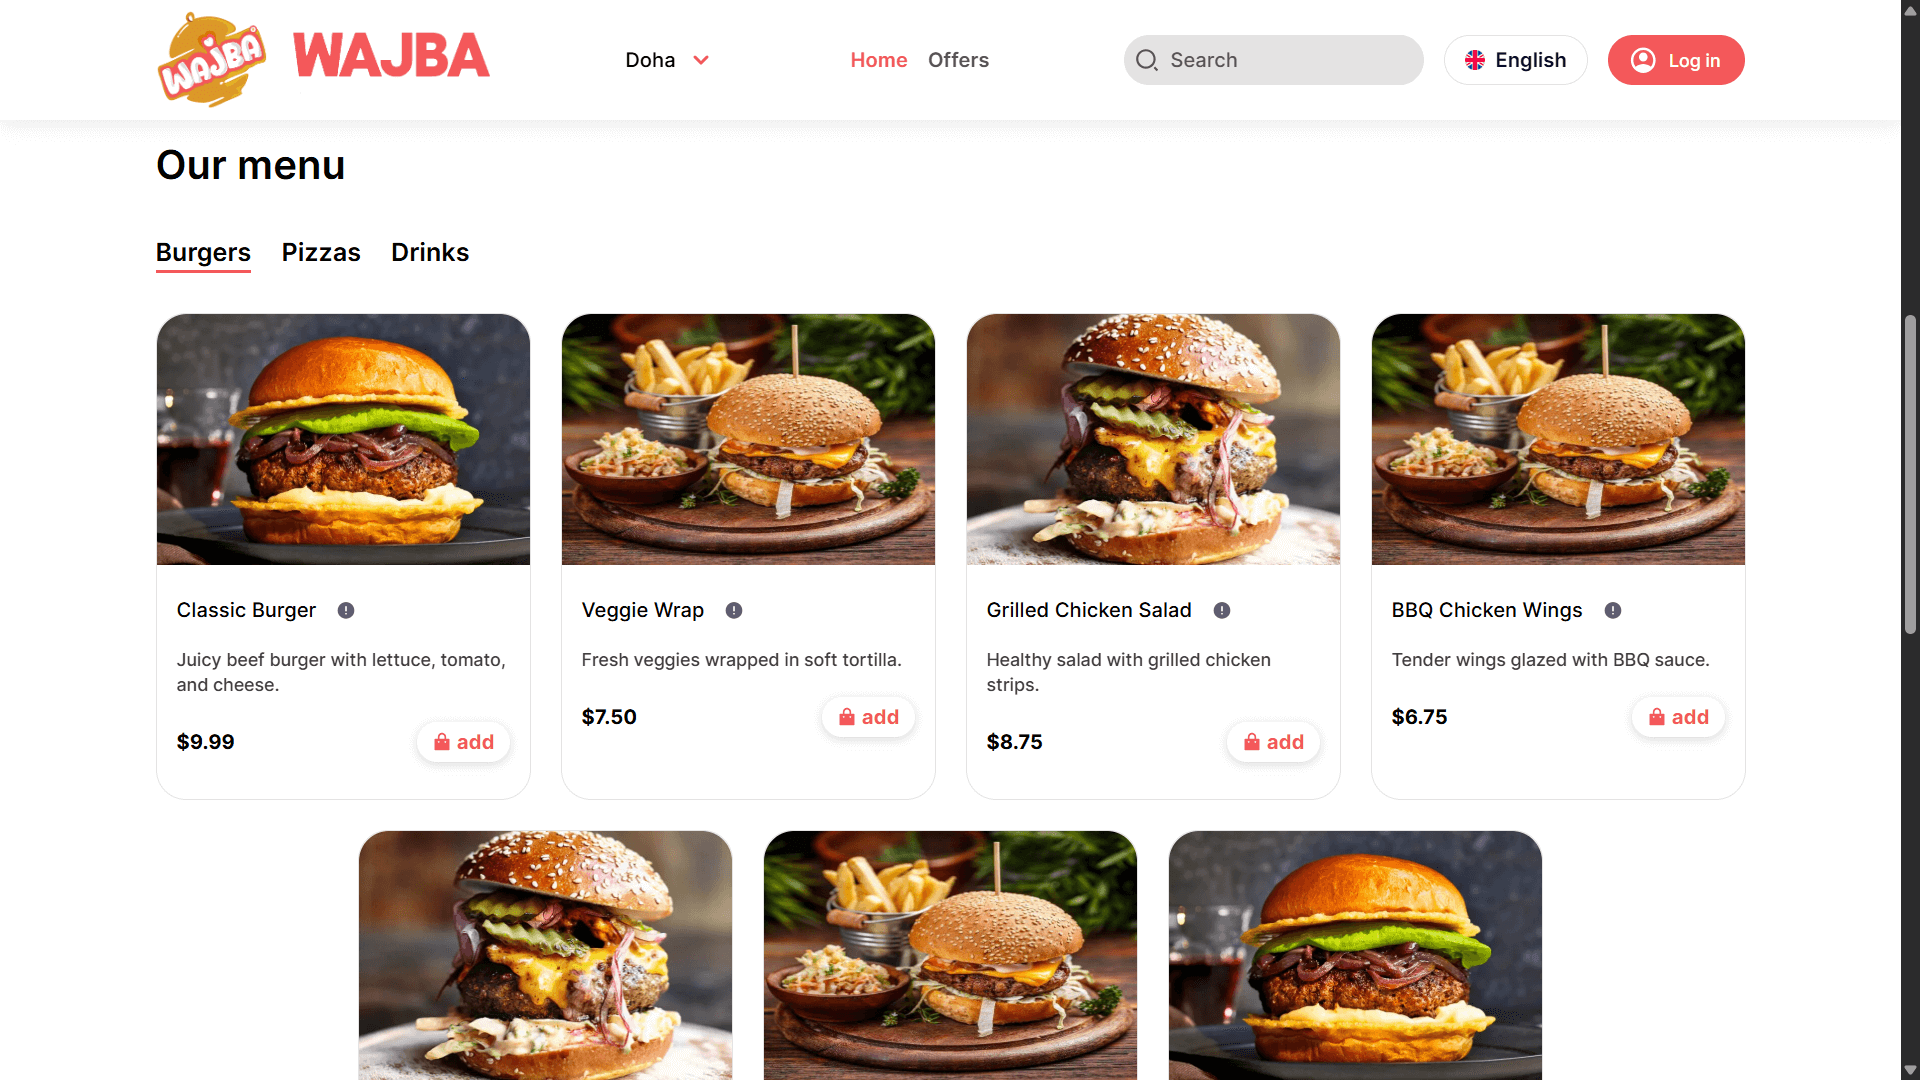 WAJBA
WAJBA
Doha
Home
Offers
Search
English
Log in
Our menu
Burgers
Pizzas
Drinks
Classic Burger
Juicy beef burger with lettuce, tomato,
and cheese.
$9.99
add
Veggie Wrap
Fresh veggies wrapped in soft tortilla.
$7.50
add
Grilled Chicken Salad
Healthy salad with grilled chicken
strips.
$8.75
add
BBQ Chicken Wings
Tender wings glazed with BBQ sauce.
$6.75
add